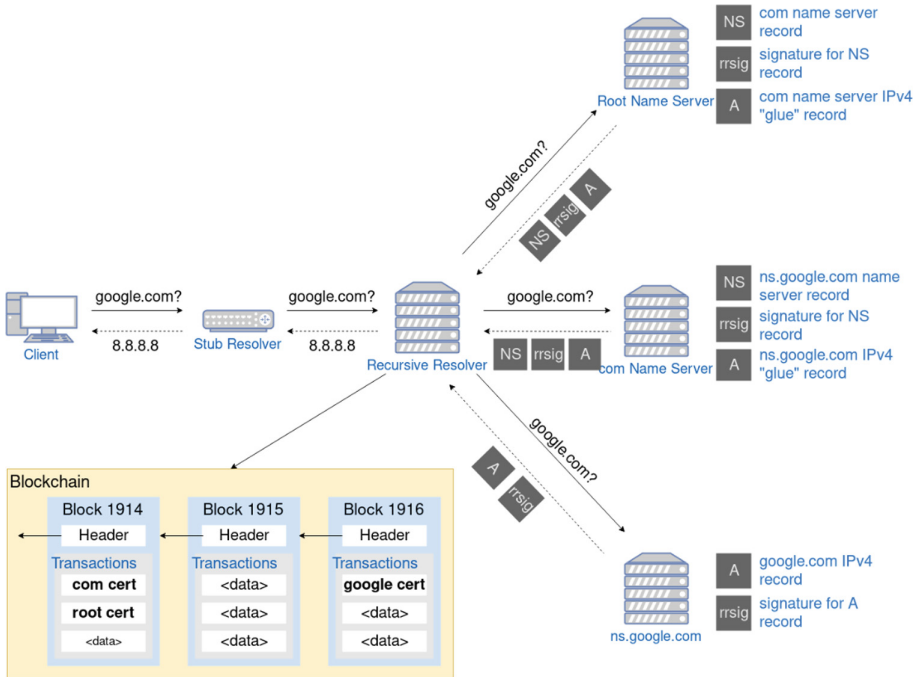 NS
com name server
record
rrsig
signature for NS
record
A
com name server IPv4
"glue" record
Root Name Server
google.com?
NS
rrsig
A
google.com?
8.8.8.8
Client
Stub Resolver
google.com?
8.8.8.8
Recursive Resolver
google.com?
NS
rrsig
A
com Name Server
NS
ns.google.com name
server record
rrsig
signature for NS
record
A
ns.google.com IPv4
"glue" record
google.com?
A
rrsig
ns.google.com
A
google.com IPv4
record
rrsig
signature for A
record
Blockchain
Block 1914
Header
Transactions
com cert
root cert
<data>
Block 1915
Header
Transactions
<data>
<data>
<data>
Block 1916
Header
Transactions
google cert
<data>
<data>